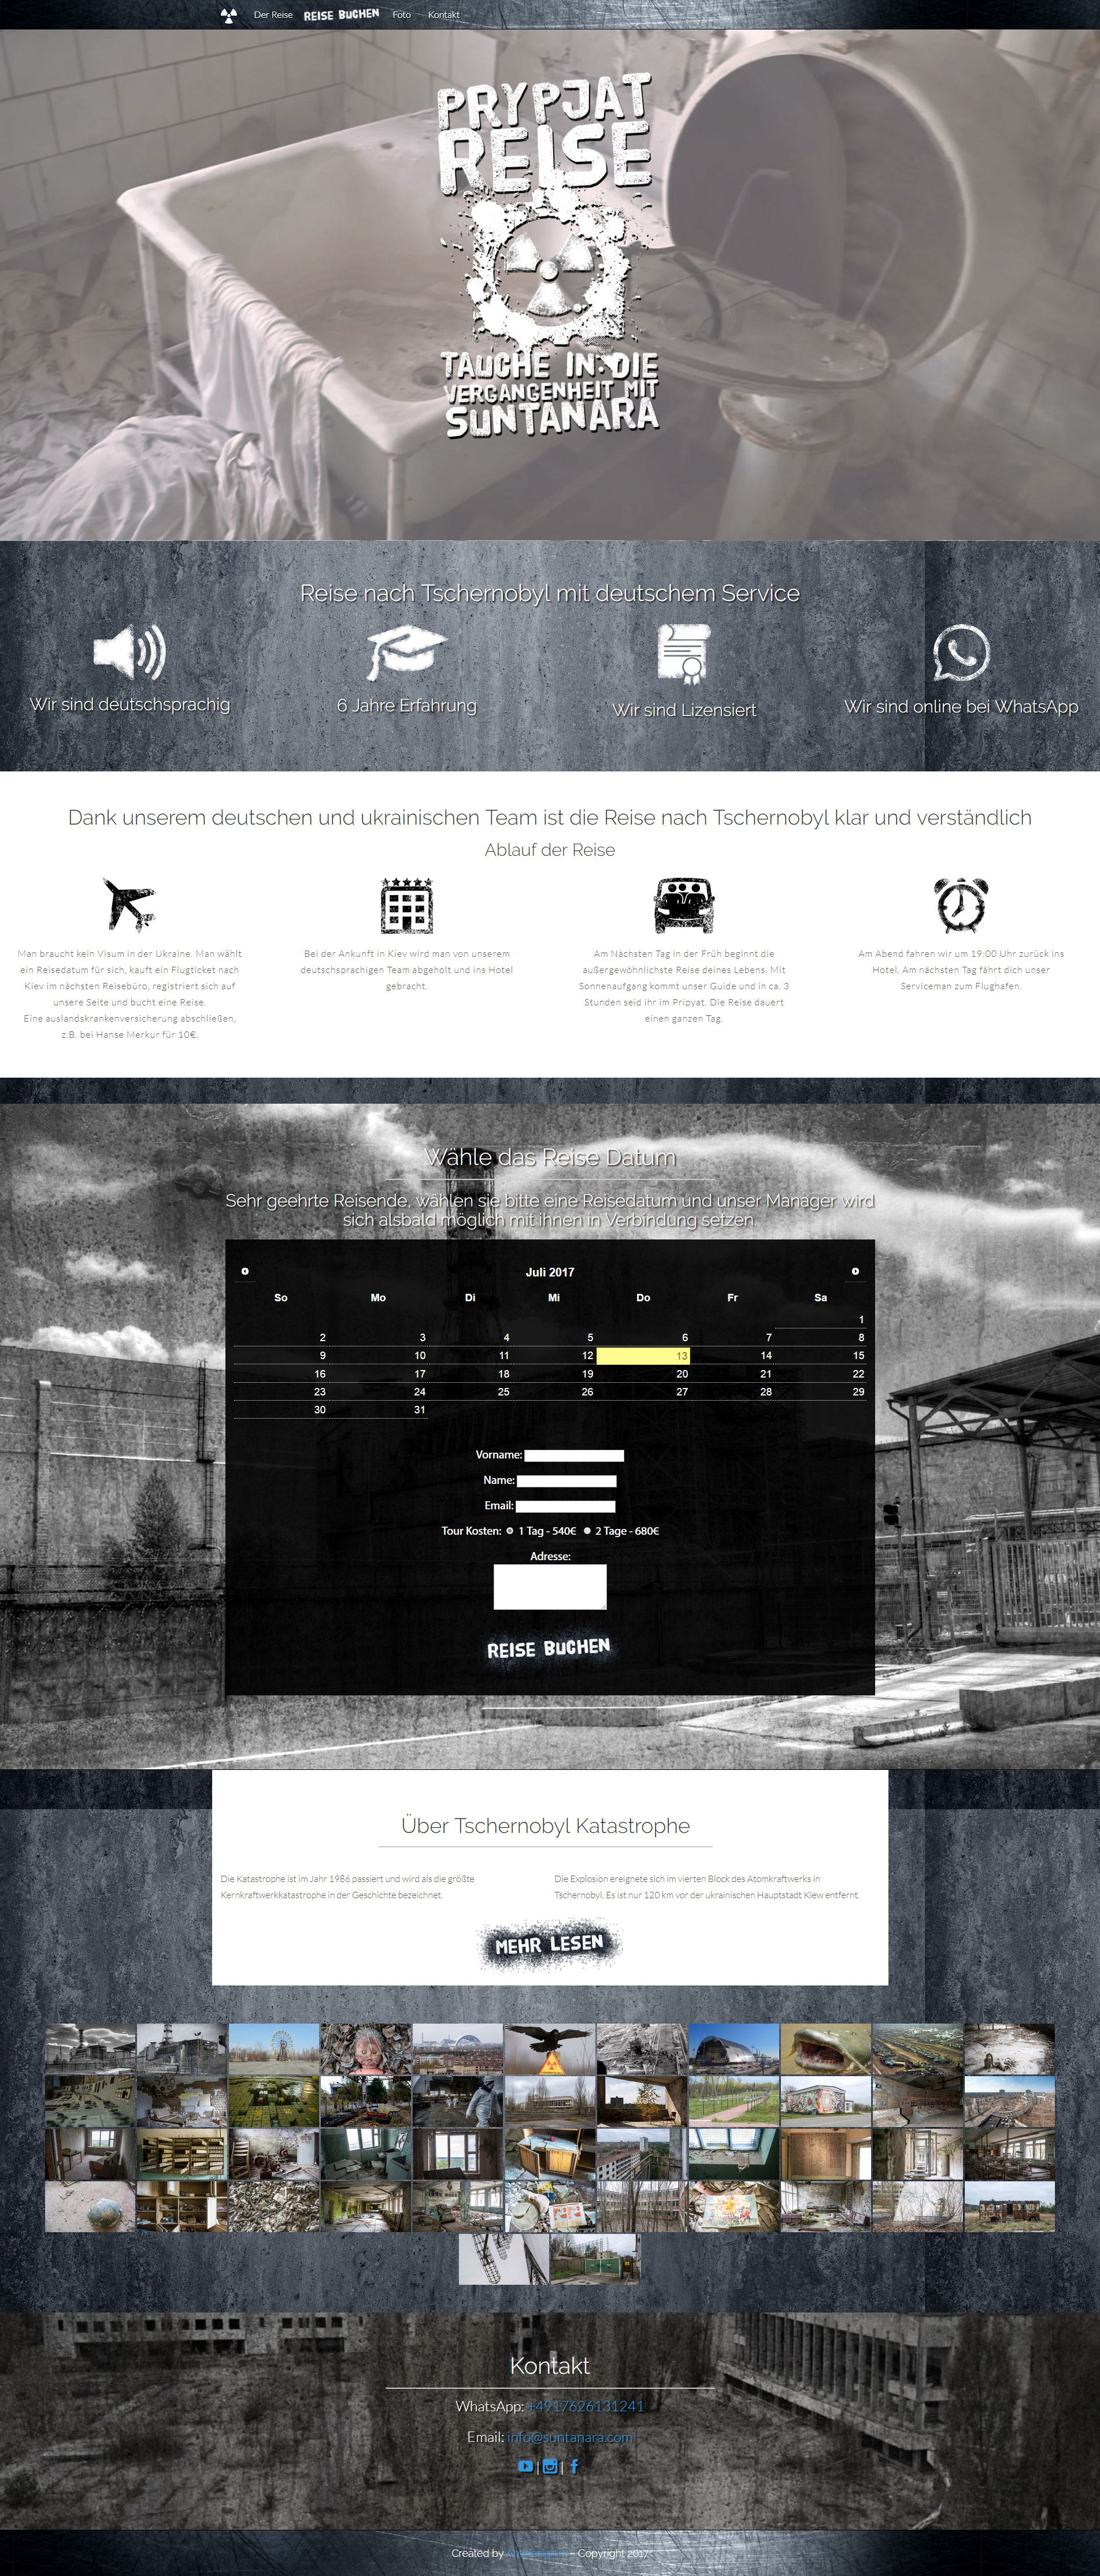 Der Reise REISE BUCHEN Foto Kontakt
PRYPJAT
REISE
TAUCHE IN DIE
VERGANGENHEIT MIT
SUNTANARA
Reise nach Tschernobyl mit deutschem Service
Wir sind deutschsprachig
6 Jahre Erfahrung
Wir sind Lizensiert
Wir sind online bei WhatsApp
Dank unserem deutschen und ukrainischen Team ist die Reise nach Tschernobyl klar und verständlich
Ablauf der Reise
Man braucht kein Visum in der Ukraine. Man wählt
ein Reisedatum für sich, kauft ein Flugticket nach
Kiev im nächsten Reisebüro, registriert sich auf
unsere Seite und bucht eine Reise.
Eine auslandskrankenversicherung abschließen,
z.B. bei Hanse Merkur für 10€.
Bei der Ankunft in Kiev wird man von unserem
deutschsprachigen Team abgeholt und ins Hotel
gebracht.
Am Nächsten Tag in der Früh beginnt die
außergewöhnlichste Reise deines Lebens. Mit
Sonnenaufgang kommt unser Guide und in ca. 3
Stunden seid ihr im Pripyat. Die Reise dauert
einen ganzen Tag.
Am Abend fahren wir um 19:00 Uhr zurück ins
Hotel. Am nächsten Tag fährt dich unser
Serviceman zum Flughafen.
Wähle das Reise Datum
Sehr geehrte Reisende, wählen sie bitte eine Reisedatum und unser Manager wird
sich alsbald möglich mit ihnen in Verbindung setzen.
Juli 2017
So Mo Di Mi Do Fr Sa
1
2 3 4 5 6 7 8
9 10 11 12 13 14 15
16 17 18 19 20 21 22
23 24 25 26 27 28 29
30 31
Vorname:
Name:
Email:
Tour Kosten: 1 Tag - 540€ 2 Tage - 680€
Adresse:
REISE BUCHEN
Über Tschernobyl Katastrophe
Die Katastrophe ist im Jahr 1986 passiert und wird als die größte
Kernkraftwerkkatastrophe in der Geschichte bezeichnet.
Die Explosion ereignete sich im vierten Block des Atomkraftwerks in
Tschernobyl. Es ist nur 120 km vor der ukrainischen Hauptstadt Kiew entfernt.
MEHR LESEN
Kontakt
WhatsApp: +4917626131241
Email: info@suntanara.com
| |
Created by - Copyright 2017